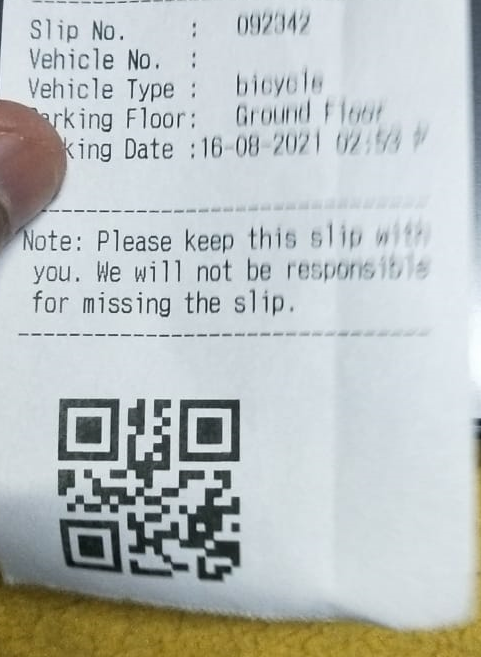 Slip No. : 092342
Vehicle No. :
Vehicle Type : bicycle
Parking Floor: Ground Floor
king Date :16-08-2021 02:53 P
Note: Please keep this slip with
you. We will not be responsible
for missing the slip.